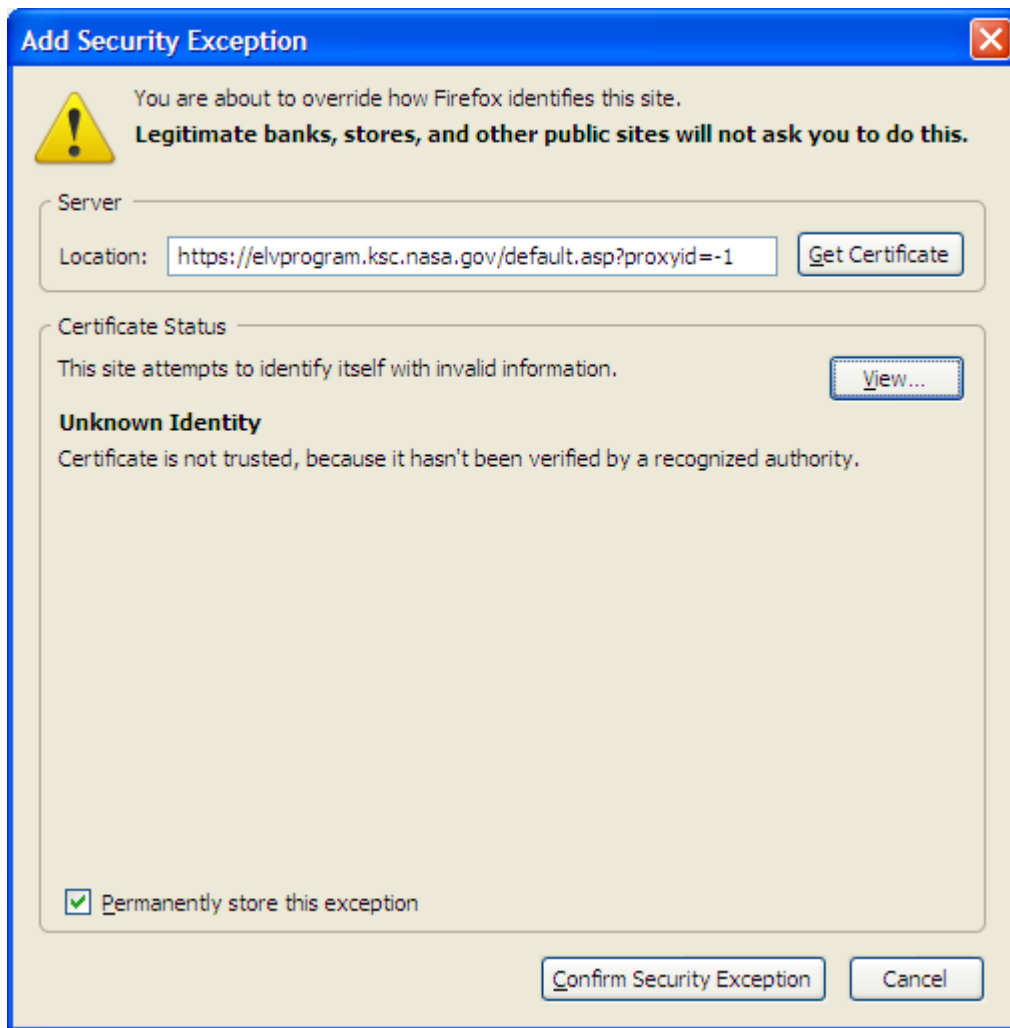 Add Security Exception
You are about to override how Firefox identifies this site.
Legitimate banks, stores, and other public sites will not ask you to do this.
Server
Location: https://elvprogram.ksc.nasa.gov/default.asp?proxyid=-1 Get Certificate
Certificate Status
This site attempts to identify itself with invalid information.
View...
Unknown Identity
Certificate is not trusted, because it hasn't been verified by a recognized authority.
Permanently store this exception
Confirm Security Exception Cancel